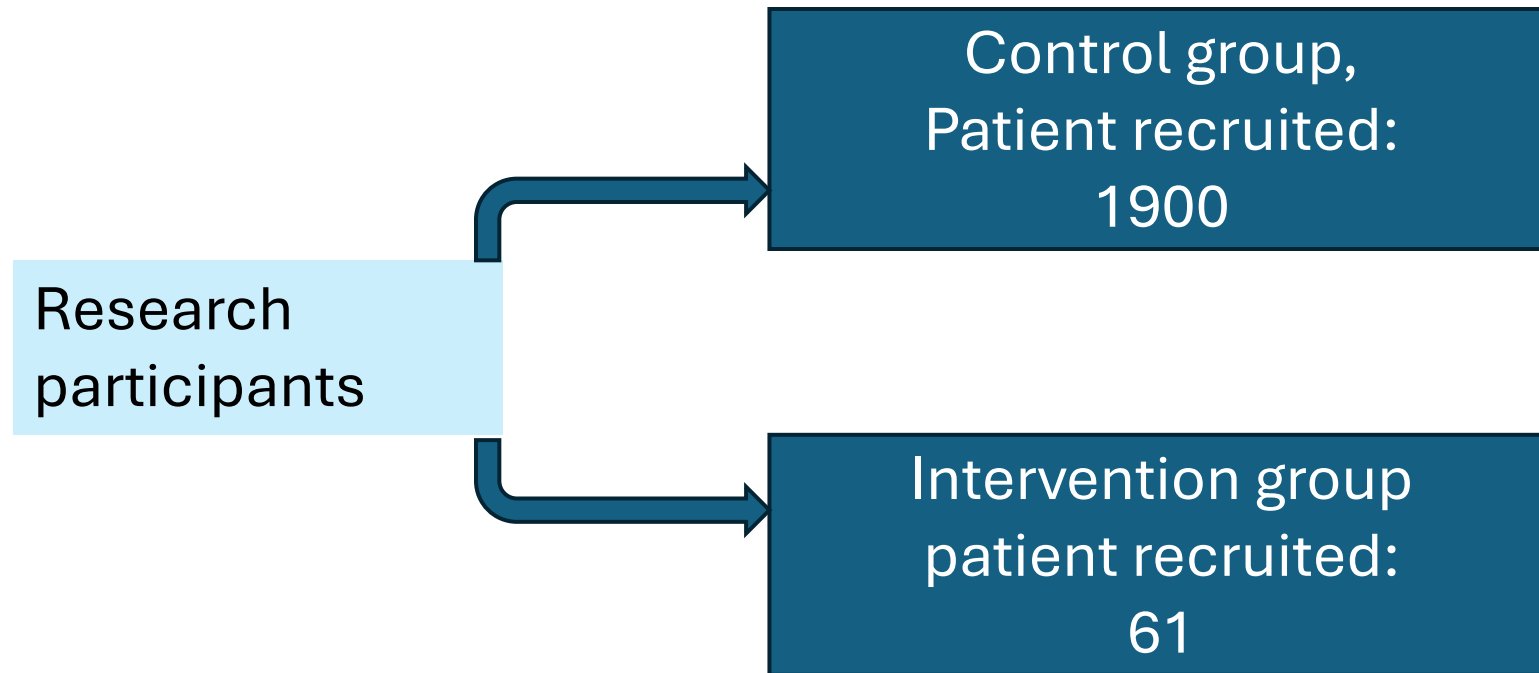 Control group,
Patient recruited:
1900
Research
participants
Intervention group
patient recruited:
61